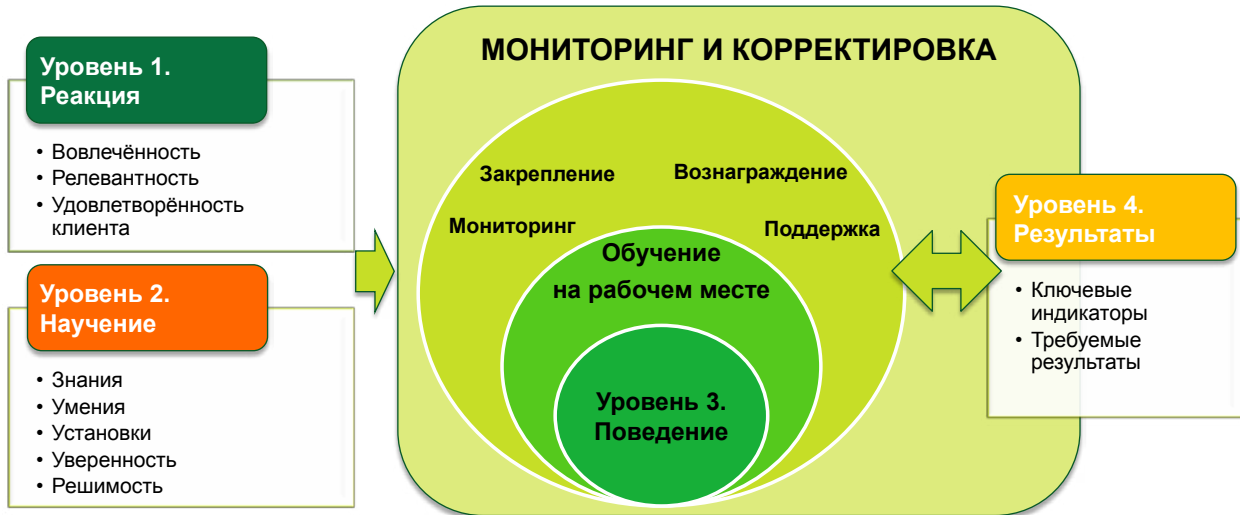 Уровень 1.
Реакция
• Вовлечённость
• Релевантность
• Удовлетворённость
клиента
Уровень 2.
Научение
• Знания
• Умения
• Установки
• Уверенность
• Решимость
МОНИТОРИНГ И КОРРЕКТИРОВКА
Закрепление
Вознаграждение
Мониторинг
Поддержка
Обучение
на рабочем месте
Уровень 3.
Поведение
Уровень 4.
Результаты
• Ключевые
индикаторы
• Требуемые
результаты